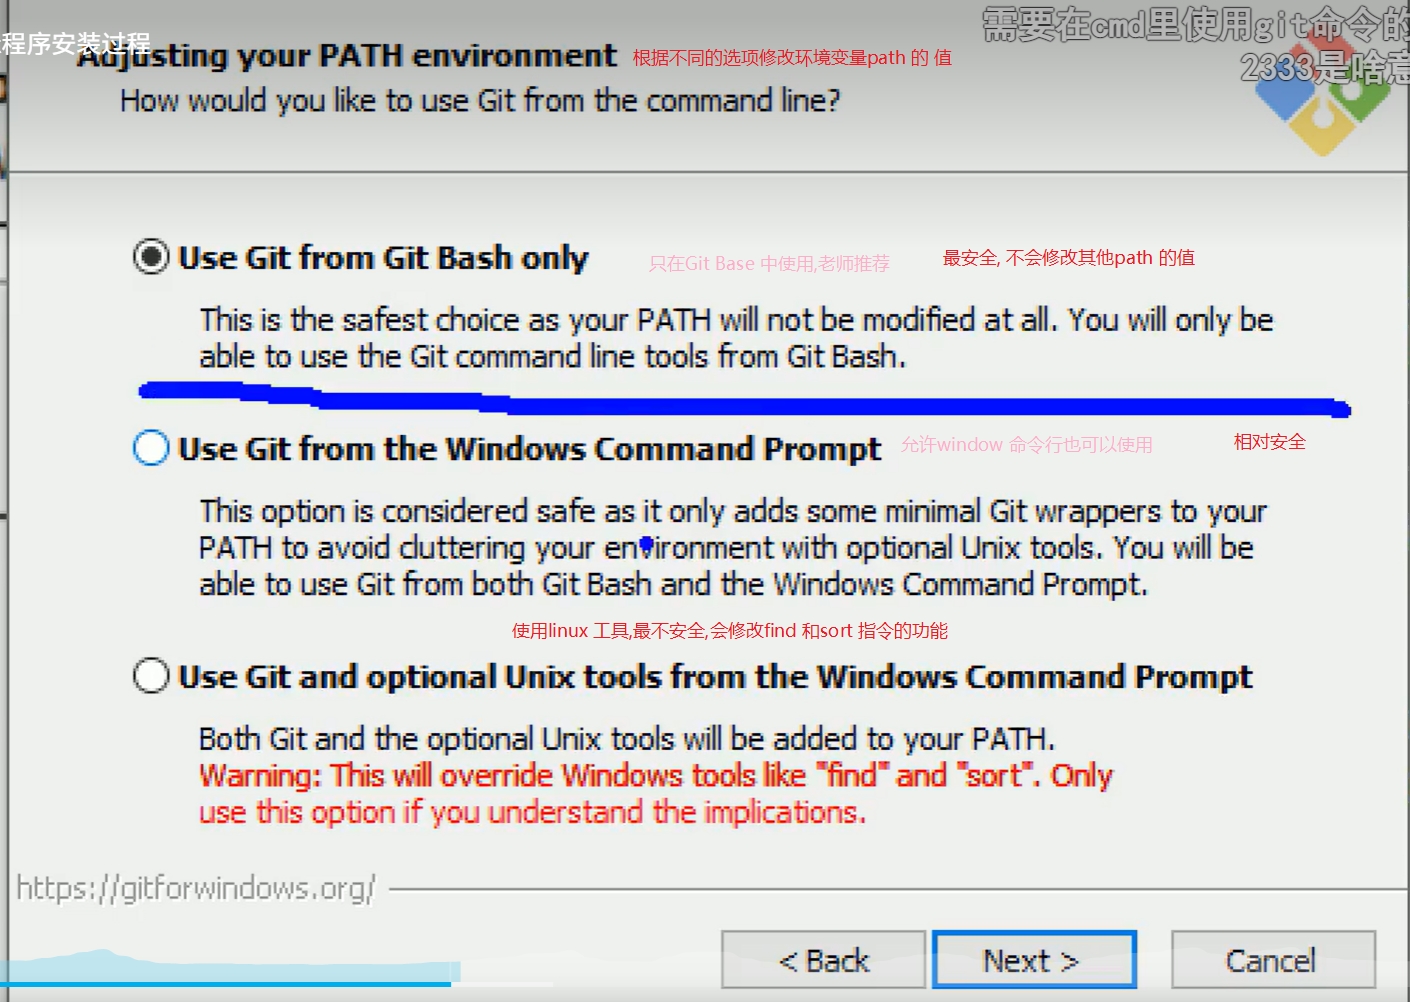 需要在cmd里使用git命令的
程序安装过程
2333是啥意
Adjusting your PATH environment 根据不同的选项修改环境变量path 的 值
How would you like to use Git from the command line?
Use Git from Git Bash only 只在Git Base 中使用,老师推荐 最安全, 不会修改其他path 的值
This is the safest choice as your PATH will not be modified at all. You will only be
able to use the Git command line tools from Git Bash.
Use Git from the Windows Command Prompt 允许window 命令行也可以使用 相对安全
This option is considered safe as it only adds some minimal Git wrappers to your
PATH to avoid cluttering your environment with optional Unix tools. You will be
able to use Git from both Git Bash and the Windows Command Prompt.
使用linux 工具,最不安全,会修改find 和sort 指令的功能
Use Git and optional Unix tools from the Windows Command Prompt
Both Git and the optional Unix tools will be added to your PATH.
Warning: This will override Windows tools like "find" and "sort". Only
use this option if you understand the implications.
https://gitforwindows.org/
< Back Next > Cancel